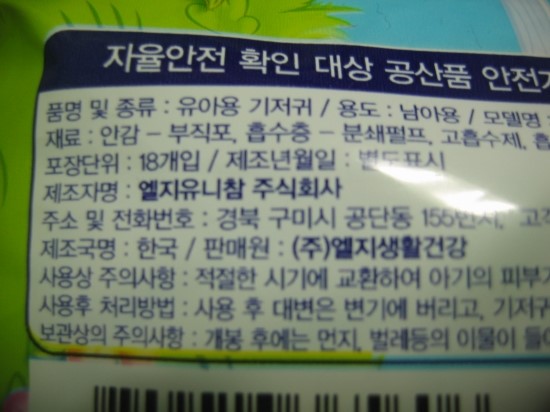 자율안전 확인 대상 공산품 안전
품명 및 종류 : 유아용 기저귀 / 용도 : 남아용 / 모델명
재료 : 안감 – 부직포, 흡수층 – 분쇄펄프, 고흡수제, 흡
포장단위 : 18개입 / 제조년월일 : 별도표시
제조자명 : 엘지유니참 주식회사
주소 및 전화번호 : 경북 구미시 공단동 155번지, 고객
제조국명 : 한국 / 판매원 : (주)엘지생활건강
사용상 주의사항 : 적절한 시기에 교환하여 아기의 피부
사용후 처리방법 : 사용 후 대변은 변기에 버리고, 기저귀
보관상의 주의사항 : 개봉 후에는 먼지, 벌레등의 이물이 들어